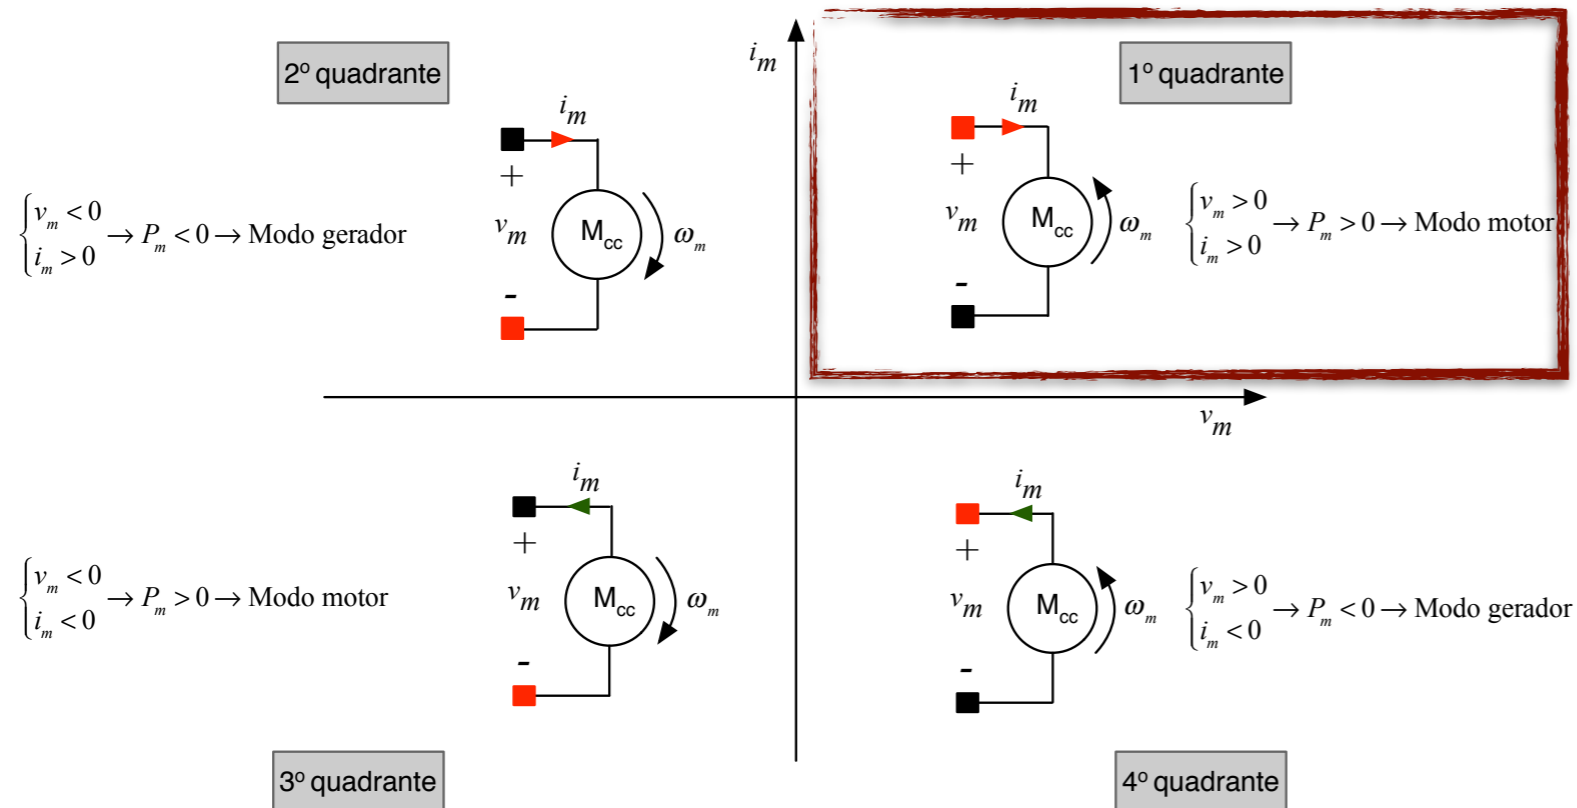 2º quadrante
i_m
+
v_m
-
M_cc
ω_m
{v_m < 0
i_m > 0 → P_m < 0 → Modo gerador
i_m
1º quadrante
i_m
+
v_m
-
M_cc
ω_m
{v_m > 0
i_m > 0 → P_m > 0 → Modo motor
v_m
i_m
+
v_m
-
M_cc
ω_m
{v_m < 0
i_m < 0 → P_m > 0 → Modo motor
3º quadrante
i_m
+
v_m
-
M_cc
ω_m
{v_m > 0
i_m < 0 → P_m < 0 → Modo gerador
4º quadrante